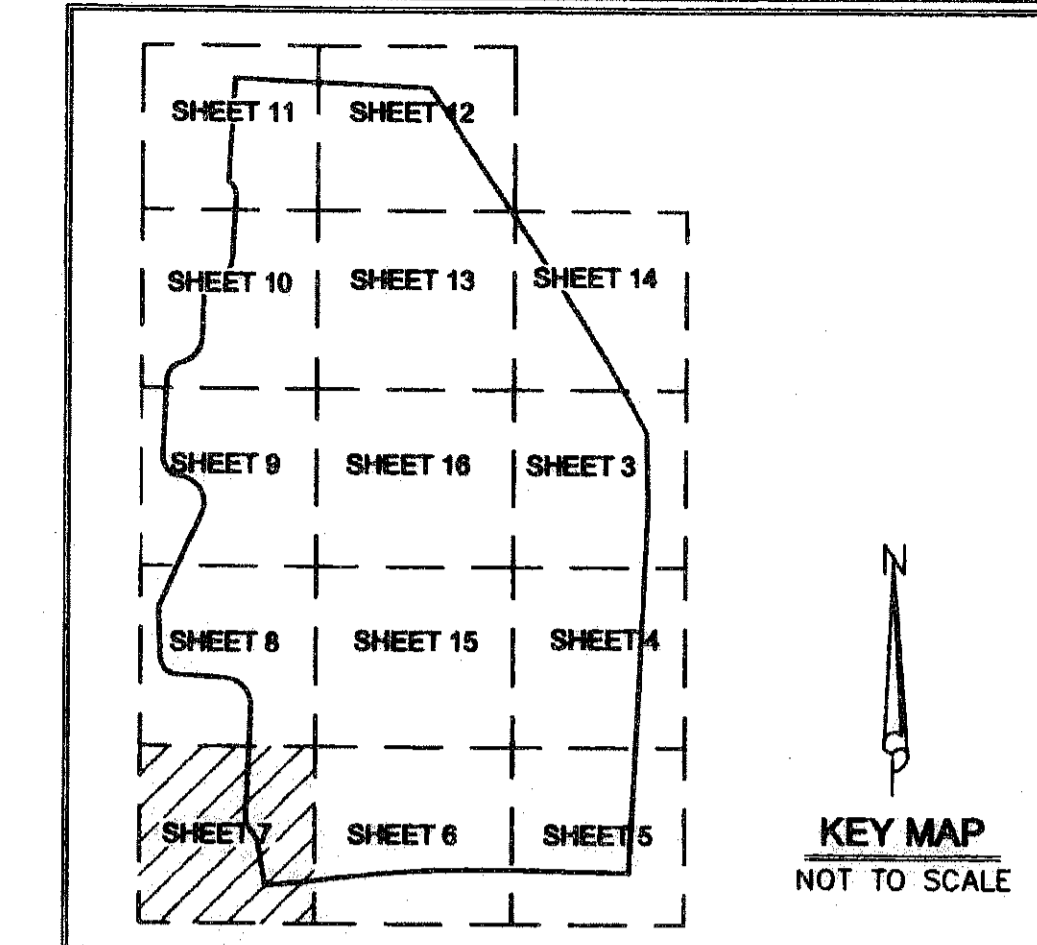 SHEET 11 SHEET 12
SHEET 10 SHEET 13 SHEET 14
SHEET 9 SHEET 16 SHEET 3
SHEET 8 SHEET 15 SHEET 4
SHEET 7 SHEET 6 SHEET 5
N
KEY MAP
NOT TO SCALE